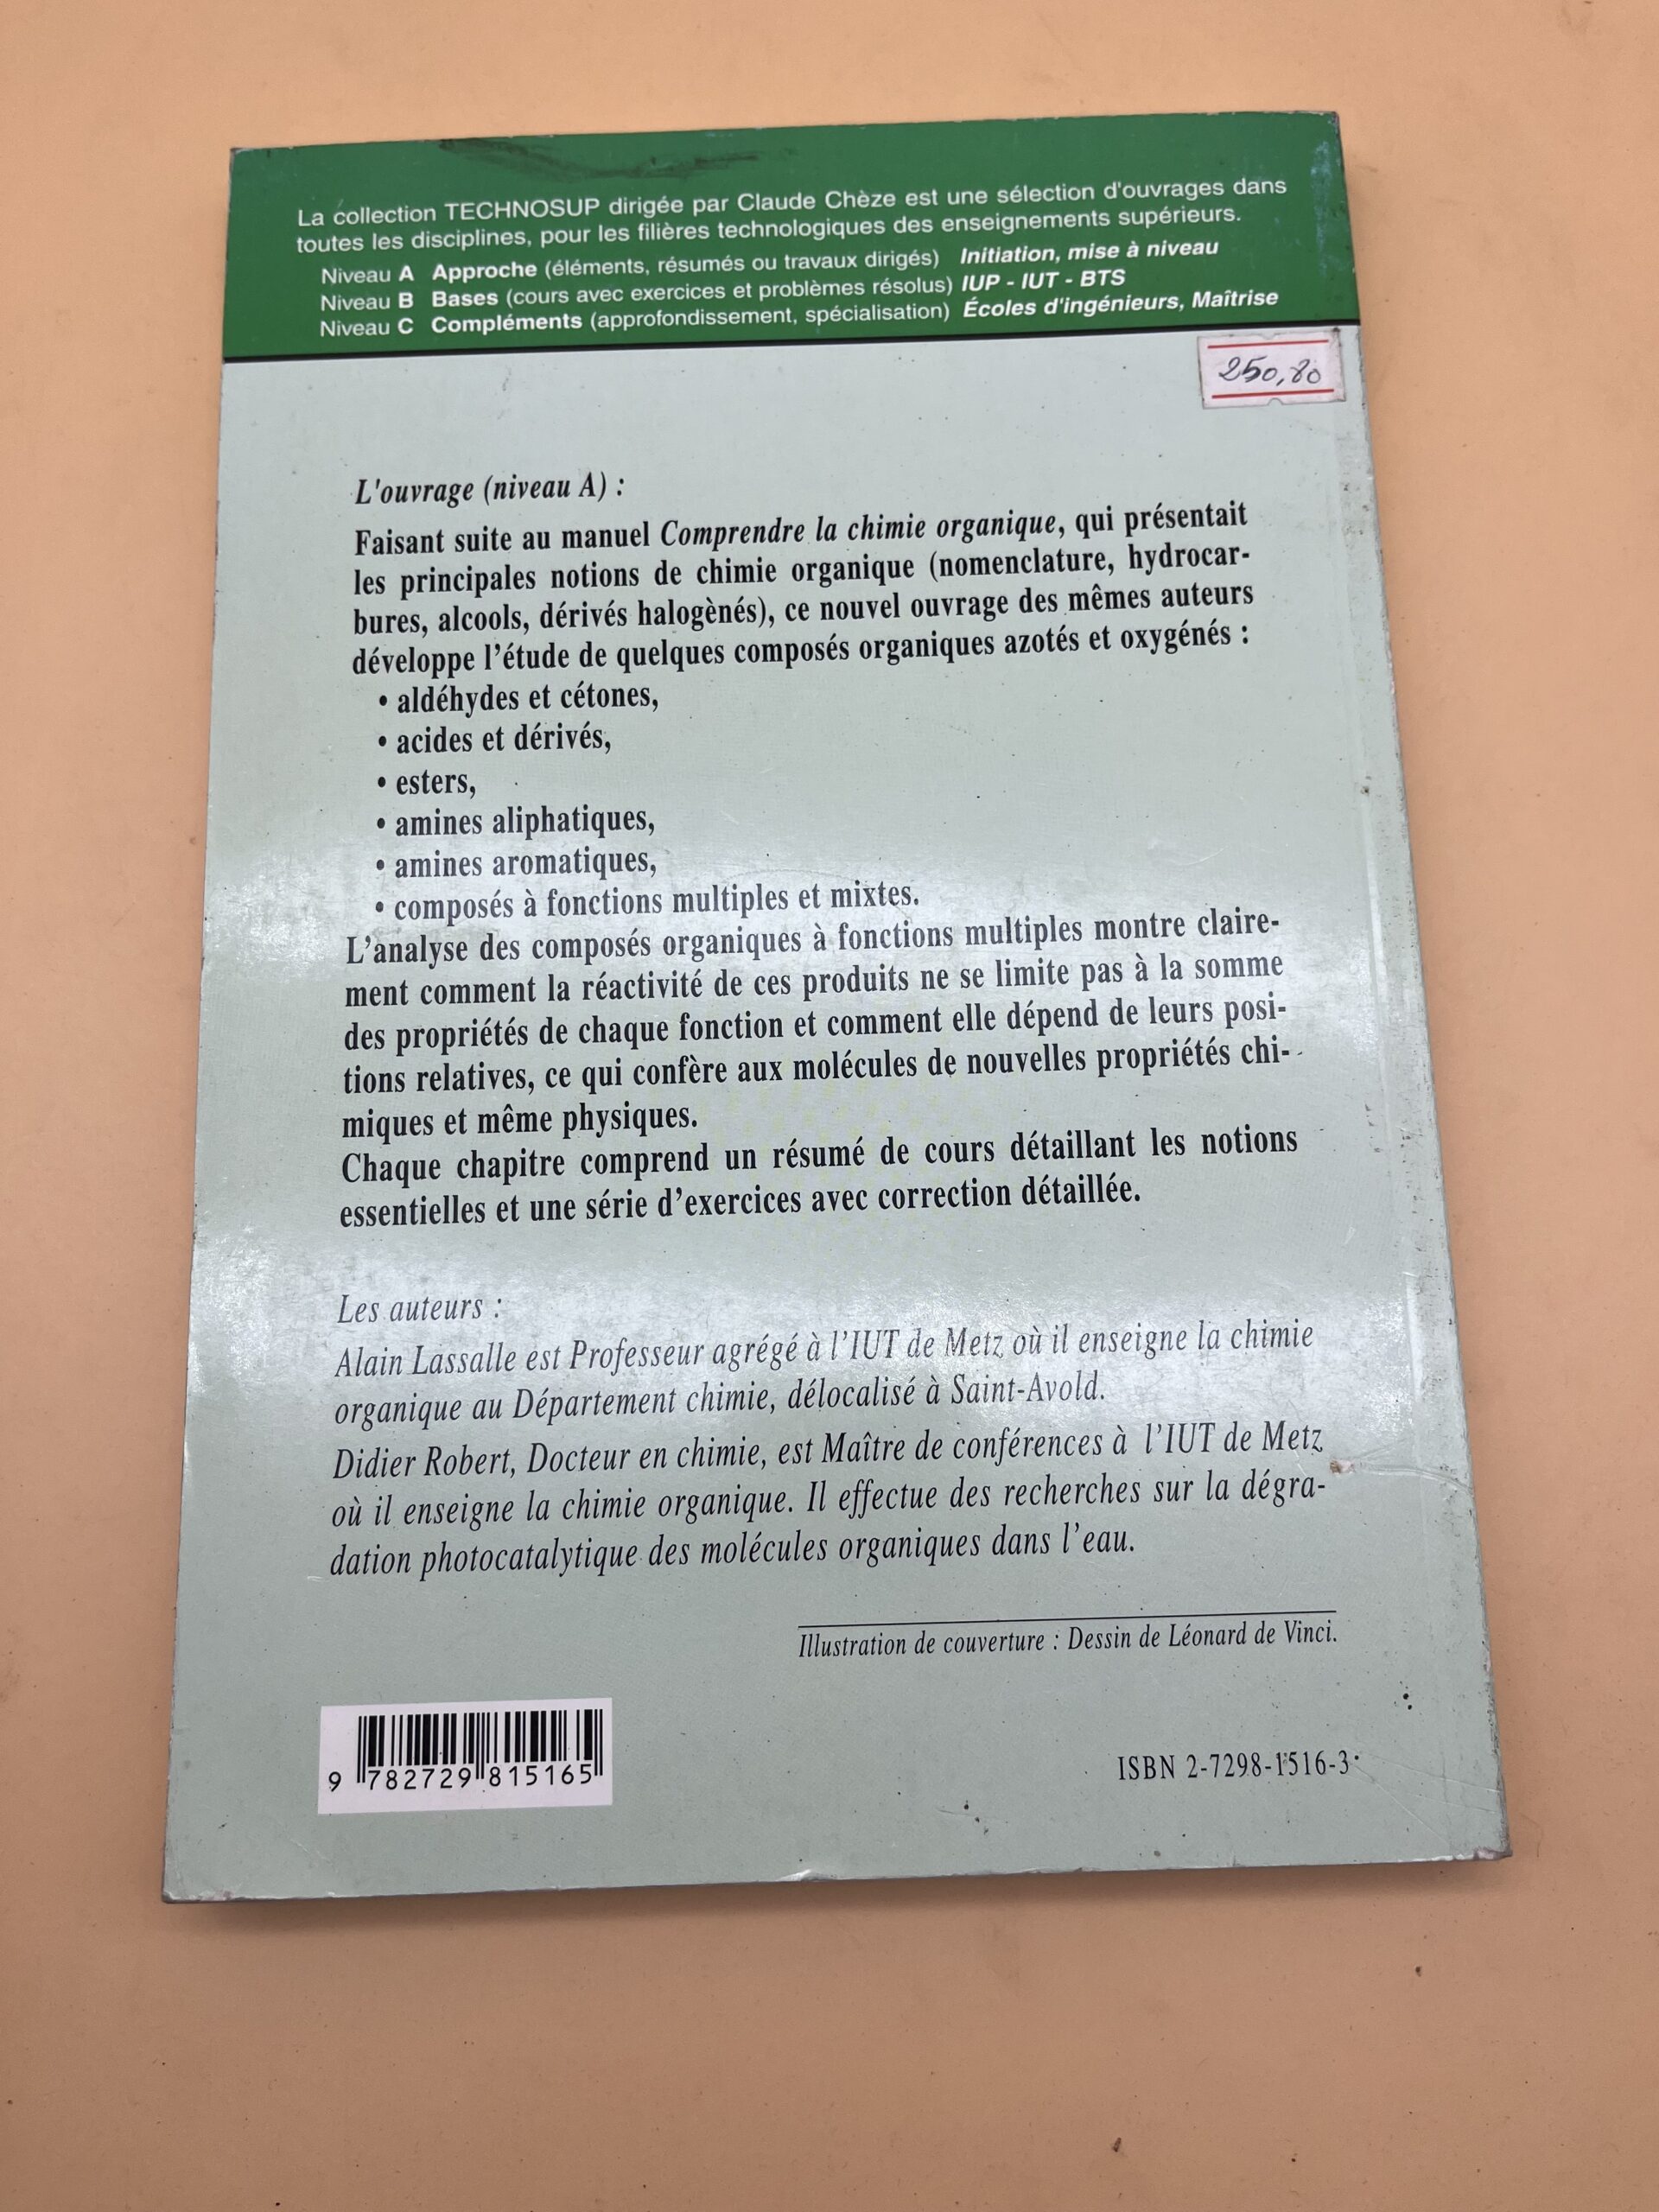 La collection TECHNOSUP dirigée par Claude Chèze est une sélection d'ouvrages dans
toutes les disciplines, pour les filières technologiques des enseignements supérieurs.
Niveau A Approche (éléments, résumés ou travaux dirigés) Initiation, mise à niveau
Niveau B Bases (cours avec exercices et problèmes résolus) IUP - IUT - BTS
Niveau C Compléments (approfondissement, spécialisation) Écoles d'ingénieurs, Maîtrise
250,80
L'ouvrage (niveau A) :
Faisant suite au manuel Comprendre la chimie organique, qui présentait
les principales notions de chimie organique (nomenclature, hydrocar-
bures, alcools, dérivés halogènés), ce nouvel ouvrage des mêmes auteurs
développe l'étude de quelques composés organiques azotés et oxygénés :
• aldéhydes et cétones,
• acides et dérivés,
• esters,
• amines aliphatiques,
• amines aromatiques,
• composés à fonctions multiples et mixtes.
L'analyse des composés organiques à fonctions multiples montre claire-
ment comment la réactivité de ces produits ne se limite pas à la somme
des propriétés de chaque fonction et comment elle dépend de leurs posi-
tions relatives, ce qui confère aux molécules de nouvelles propriétés chi-
miques et même physiques.
Chaque chapitre comprend un résumé de cours détaillant les notions
essentielles et une série d'exercices avec correction détaillée.
Les auteurs :
Alain Lassalle est Professeur agrégé à l'IUT de Metz où il enseigne la chimie
organique au Département chimie, délocalisé à Saint-Avold.
Didier Robert, Docteur en chimie, est Maître de conférences à l'IUT de Metz
où il enseigne la chimie organique. Il effectue des recherches sur la dégra-
dation photocatalytique des molécules organiques dans l'eau.
Illustration de couverture : Dessin de Léonard de Vinci.
9 782729 815165
ISBN 2-7298-1516-3